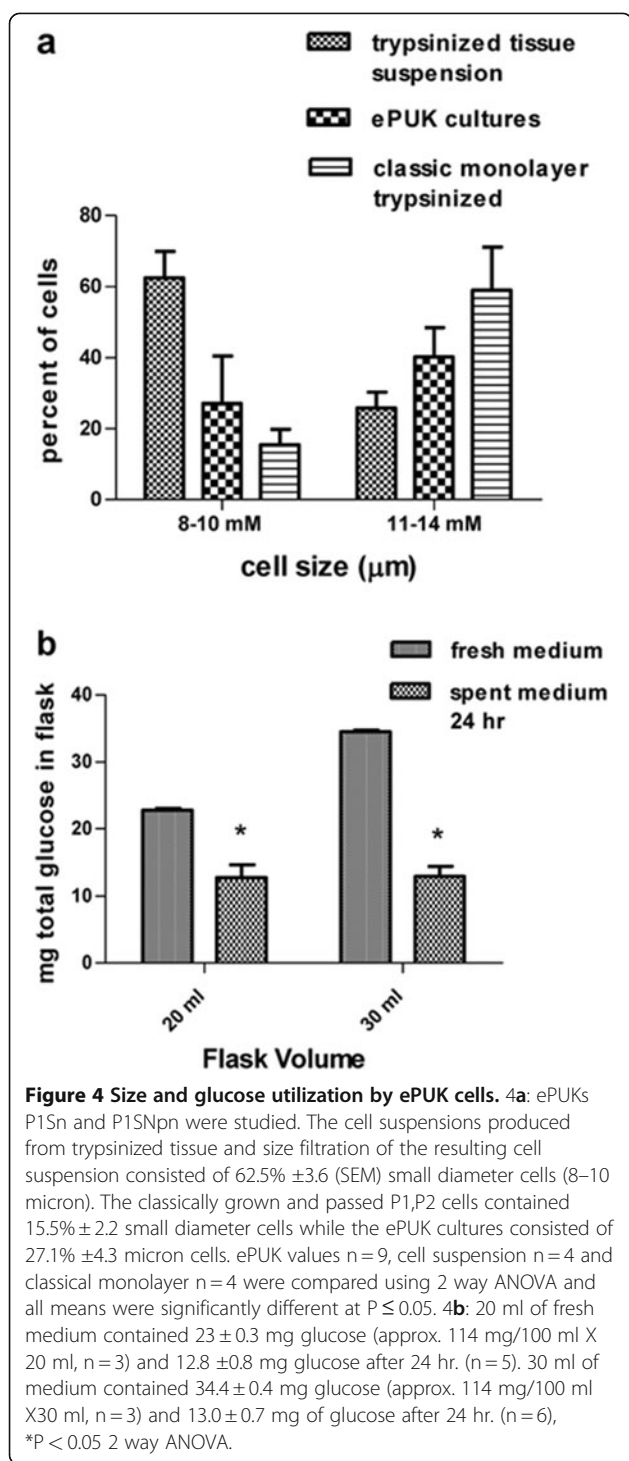 a
trypsinized tissue
suspension
ePUK cultures
classic monolayer
trypsinized
80
60
40
20
0
percent of cells
8-10 mM
11-14 mM
cell size (μm)
b
fresh medium
spent medium
24 hr
40
30
20
10
0
mg total glucose in flask
*
*
20 ml
30 ml
Flask Volume
Figure 4 Size and glucose utilization by ePUK cells. 4a: ePUKs
P1Sn and P1SNpn were studied. The cell suspensions produced
from trypsinized tissue and size filtration of the resulting cell
suspension consisted of 62.5% ±3.6 (SEM) small diameter cells (8–10
micron). The classically grown and passed P1,P2 cells contained
15.5% ± 2.2 small diameter cells while the ePUK cultures consisted of
27.1% ±4.3 micron cells. ePUK values n = 9, cell suspension n = 4 and
classical monolayer n = 4 were compared using 2 way ANOVA and
all means were significantly different at P ≤ 0.05. 4b: 20 ml of fresh
medium contained 23 ± 0.3 mg glucose (approx. 114 mg/100 ml X
20 ml, n = 3) and 12.8 ±0.8 mg glucose after 24 hr. (n = 5). 30 ml of
medium contained 34.4 ± 0.4 mg glucose (approx. 114 mg/100 ml
X30 ml, n = 3) and 13.0 ± 0.7 mg of glucose after 24 hr. (n = 6),
*P < 0.05 2 way ANOVA.